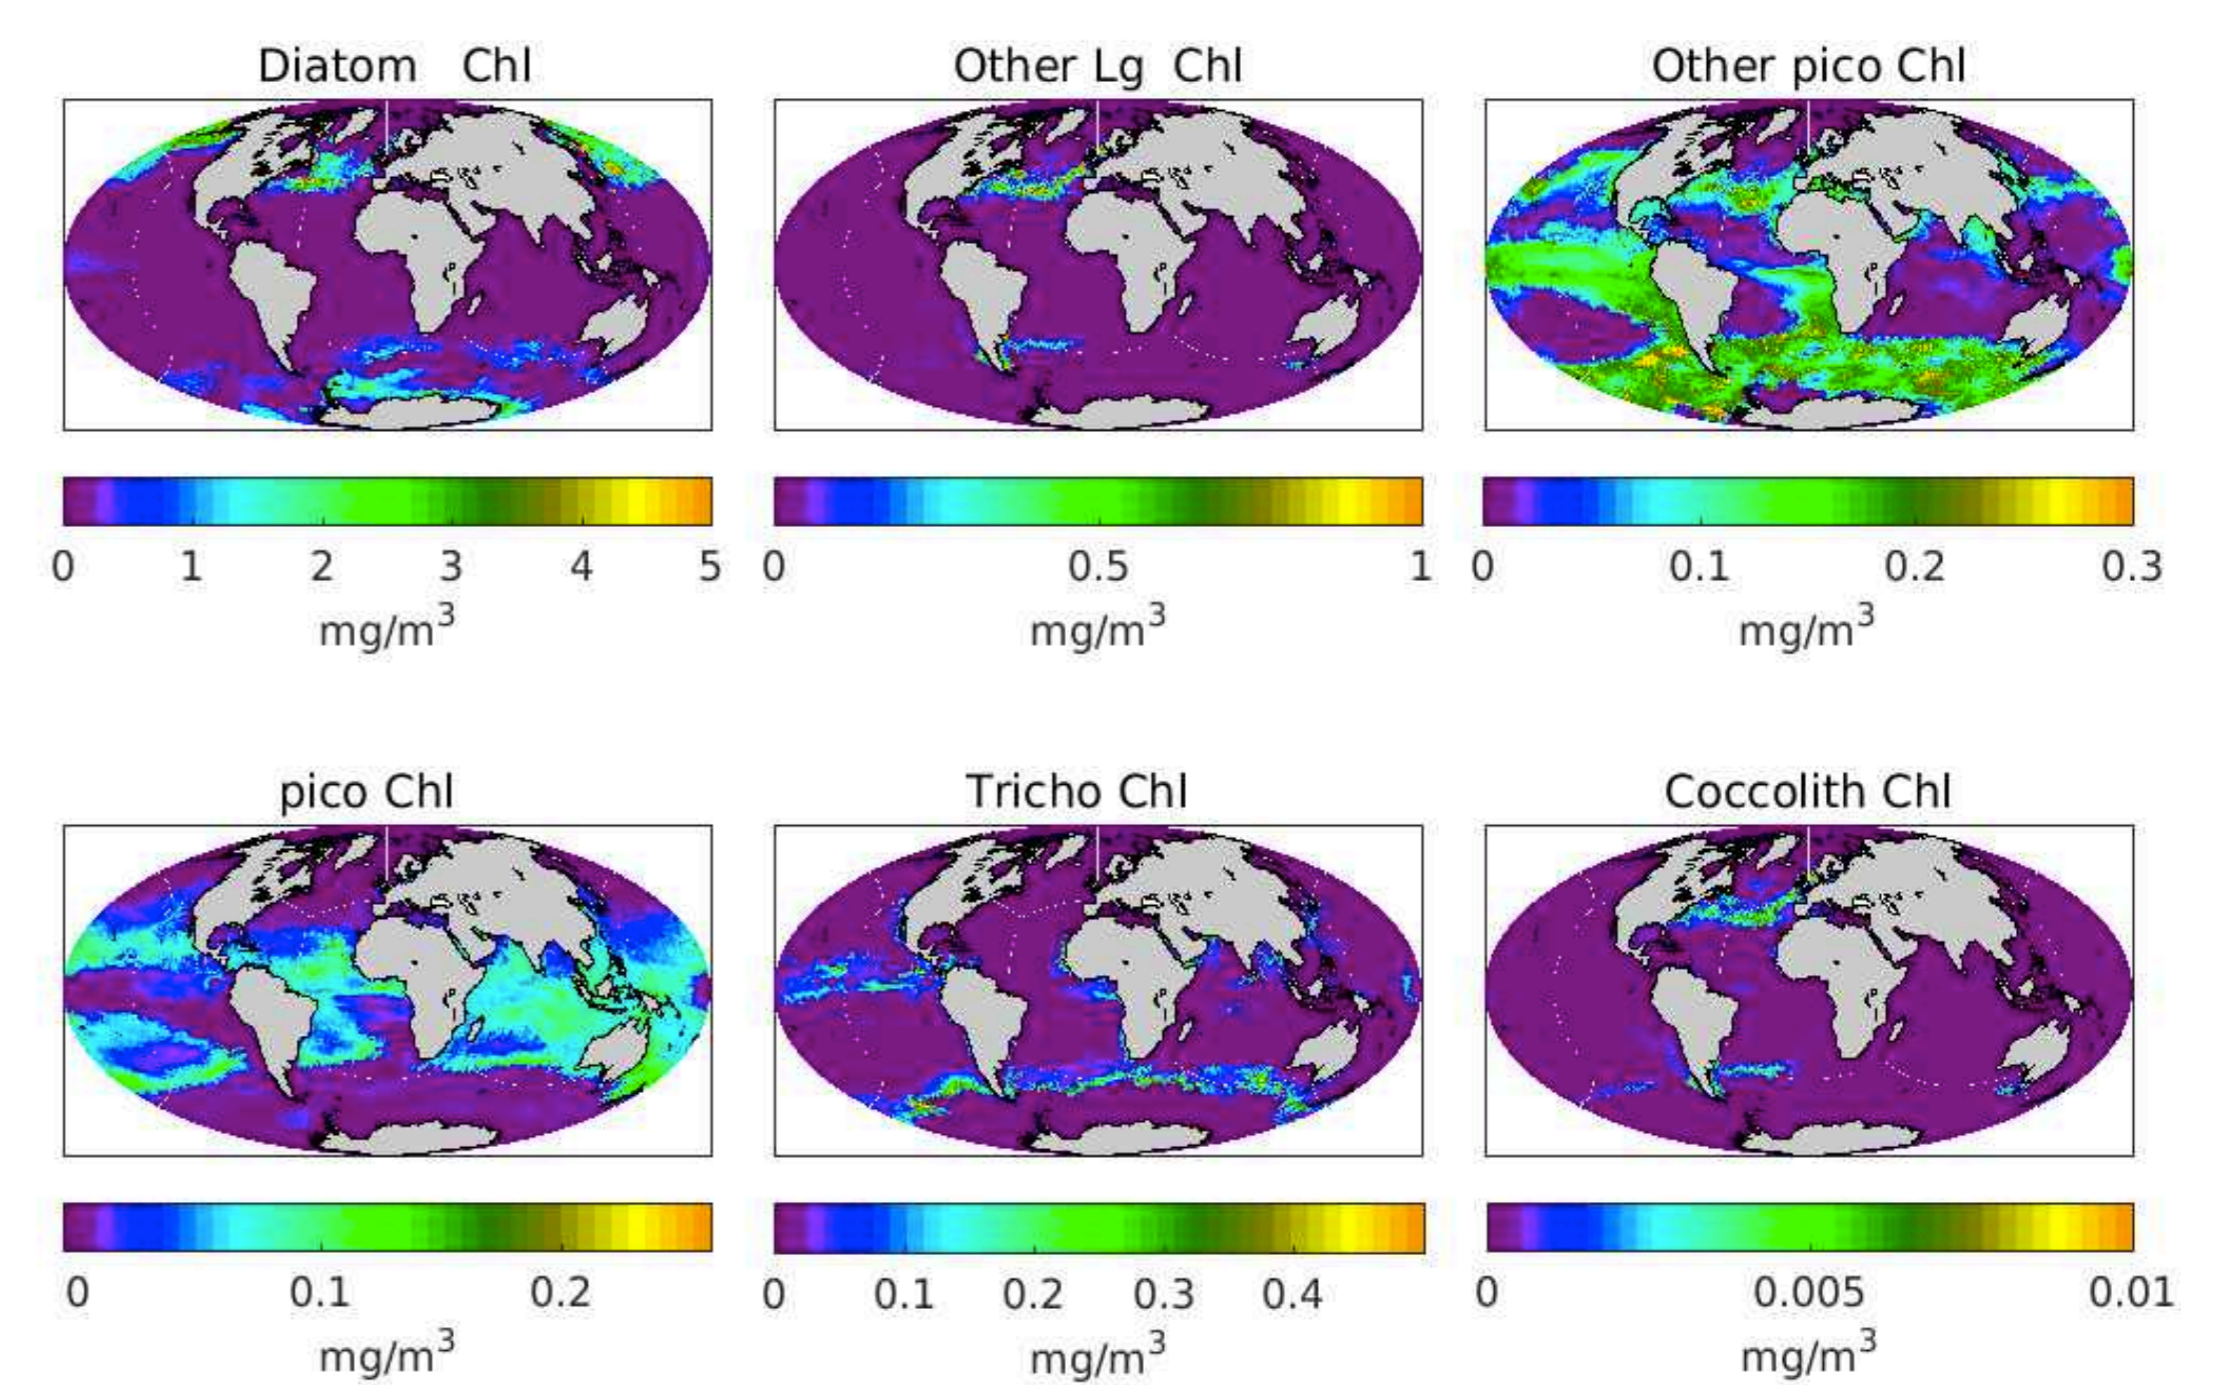 Diatom Chl
Other Lg Chl
Other pico Chl
0 1 2 3 4 5
0 0.5 1
0 0.1 0.2 0.3
mg/m³
mg/m³
mg/m³
pico Chl
Tricho Chl
Coccolith Chl
0 0.1 0.2
0 0.1 0.2 0.3 0.4
0 0.005 0.01
mg/m³
mg/m³
mg/m³